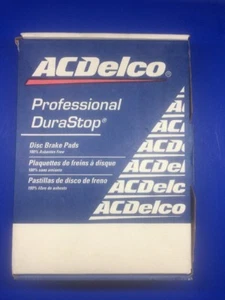 ACDelco®
Professional
DuraStop®
Disc Brake Pads
100% Asbestos Free
Plaquettes de freins à disque
100% sans amiante
Pastillas de disco de freno
100% libre de asbesto
ACDelco
ACDelco
ACDelco
ACDelco
ACDelco